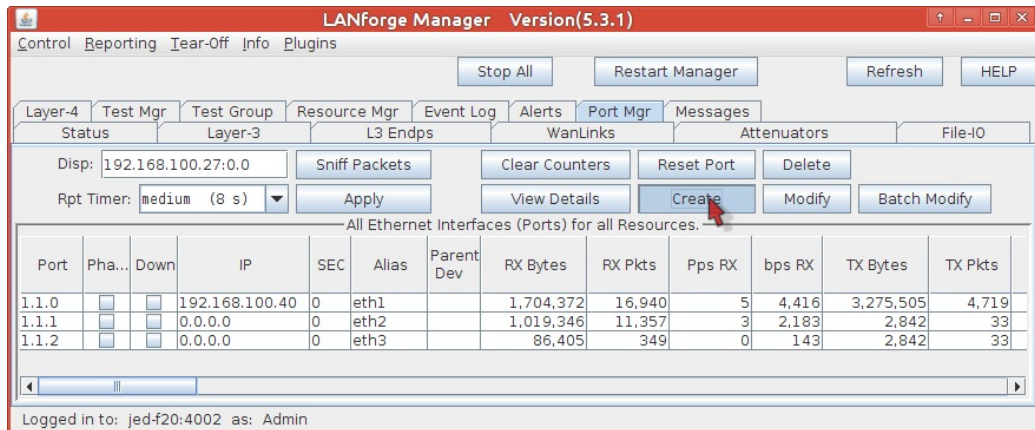 LANforge Manager Version(5.3.1)
Control Reporting Tear-Off Info Plugins
Stop All Restart Manager Refresh HELP
Layer-4 Test Mgr Test Group Resource Mgr Event Log Alerts Port Mgr Messages
Status Layer-3 L3 Endps WanLinks Attenuators File-IO
Disp: 192.168.100.27:0.0 Sniff Packets Clear Counters Reset Port Delete
Rpt Timer: medium (8 s) Apply View Details Create Modify Batch Modify
All Ethernet Interfaces (Ports) for all Resources.
Port Pha... Down IP SEC Alias Parent Dev RX Bytes RX Pkts Pps RX bps RX TX Bytes TX Pkts
1.1.0 192.168.100.40 0 eth1 1,704,372 16,940 5 4,416 3,275,505 4,719
1.1.1 0.0.0.0 0 eth2 1,019,346 11,357 3 2,183 2,842 33
1.1.2 0.0.0.0 0 eth3 86,405 349 0 143 2,842 33
Logged in to: jed-f20:4002 as: Admin